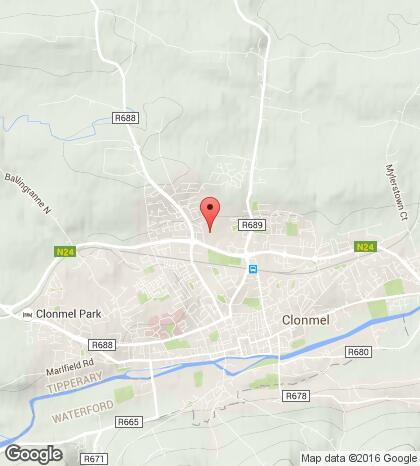 R688
R689
Ballingranne N
Mylerstown Ct
N24
N24
Clonmel Park
Clonmel
R688
Marlfield Rd
R680
TIPPERARY
R678
WATERFORD
R665
R671
Google
Map data ©2016 Google